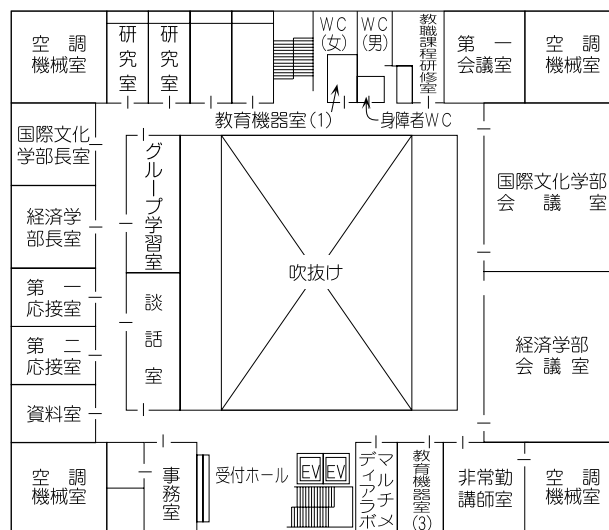 空調
機械室
研究室
研究室
WC
(女)
WC
(男)
教職課程研修室
第一
会議室
空調
機械室
教育機器室(1)
身障者WC
国際文化
学部長室
グループ学習室
国際文化学部
会議室
経済学
部長室
吹抜け
第一
応接室
談話室
第二
応接室
経済学部
会議室
資料室
空調
機械室
事務室
受付ホール
EV
EV
マルチメ
ディアラボ
教育機器室(3)
非常勤
講師室
空調
機械室